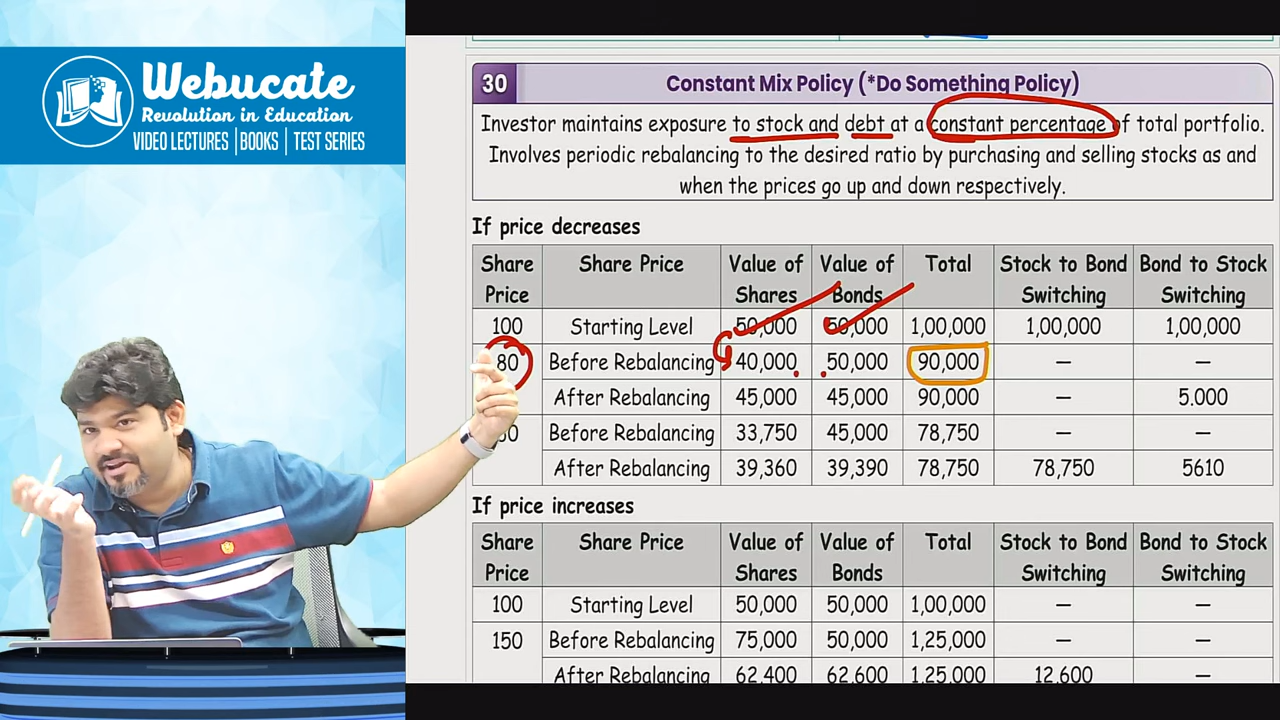 Webucate
Revolution in Education
VIDEO LECTURES | BOOKS | TEST SERIES
30 Constant Mix Policy (*Do Something Policy)
Investor maintains exposure to stock and debt at a constant percentage of total portfolio.
Involves periodic rebalancing to the desired ratio by purchasing and selling stocks as and
when the prices go up and down respectively.
If price decreases
Share Price Share Price Value of Shares Value of Bonds Total Stock to Bond Switching Bond to Stock Switching
100 Starting Level 50,000 50,000 1,00,000 1,00,000 1,00,000
80 Before Rebalancing 40,000 50,000 90,000 — —
After Rebalancing 45,000 45,000 90,000 — 5.000
Before Rebalancing 33,750 45,000 78,750 — —
After Rebalancing 39,360 39,390 78,750 78,750 5610
If price increases
Share Price Share Price Value of Shares Value of Bonds Total Stock to Bond Switching Bond to Stock Switching
100 Starting Level 50,000 50,000 1,00,000 — —
150 Before Rebalancing 75,000 50,000 1,25,000 — —
After Rebalancing 62,400 62,600 1,25,000 12,600 —